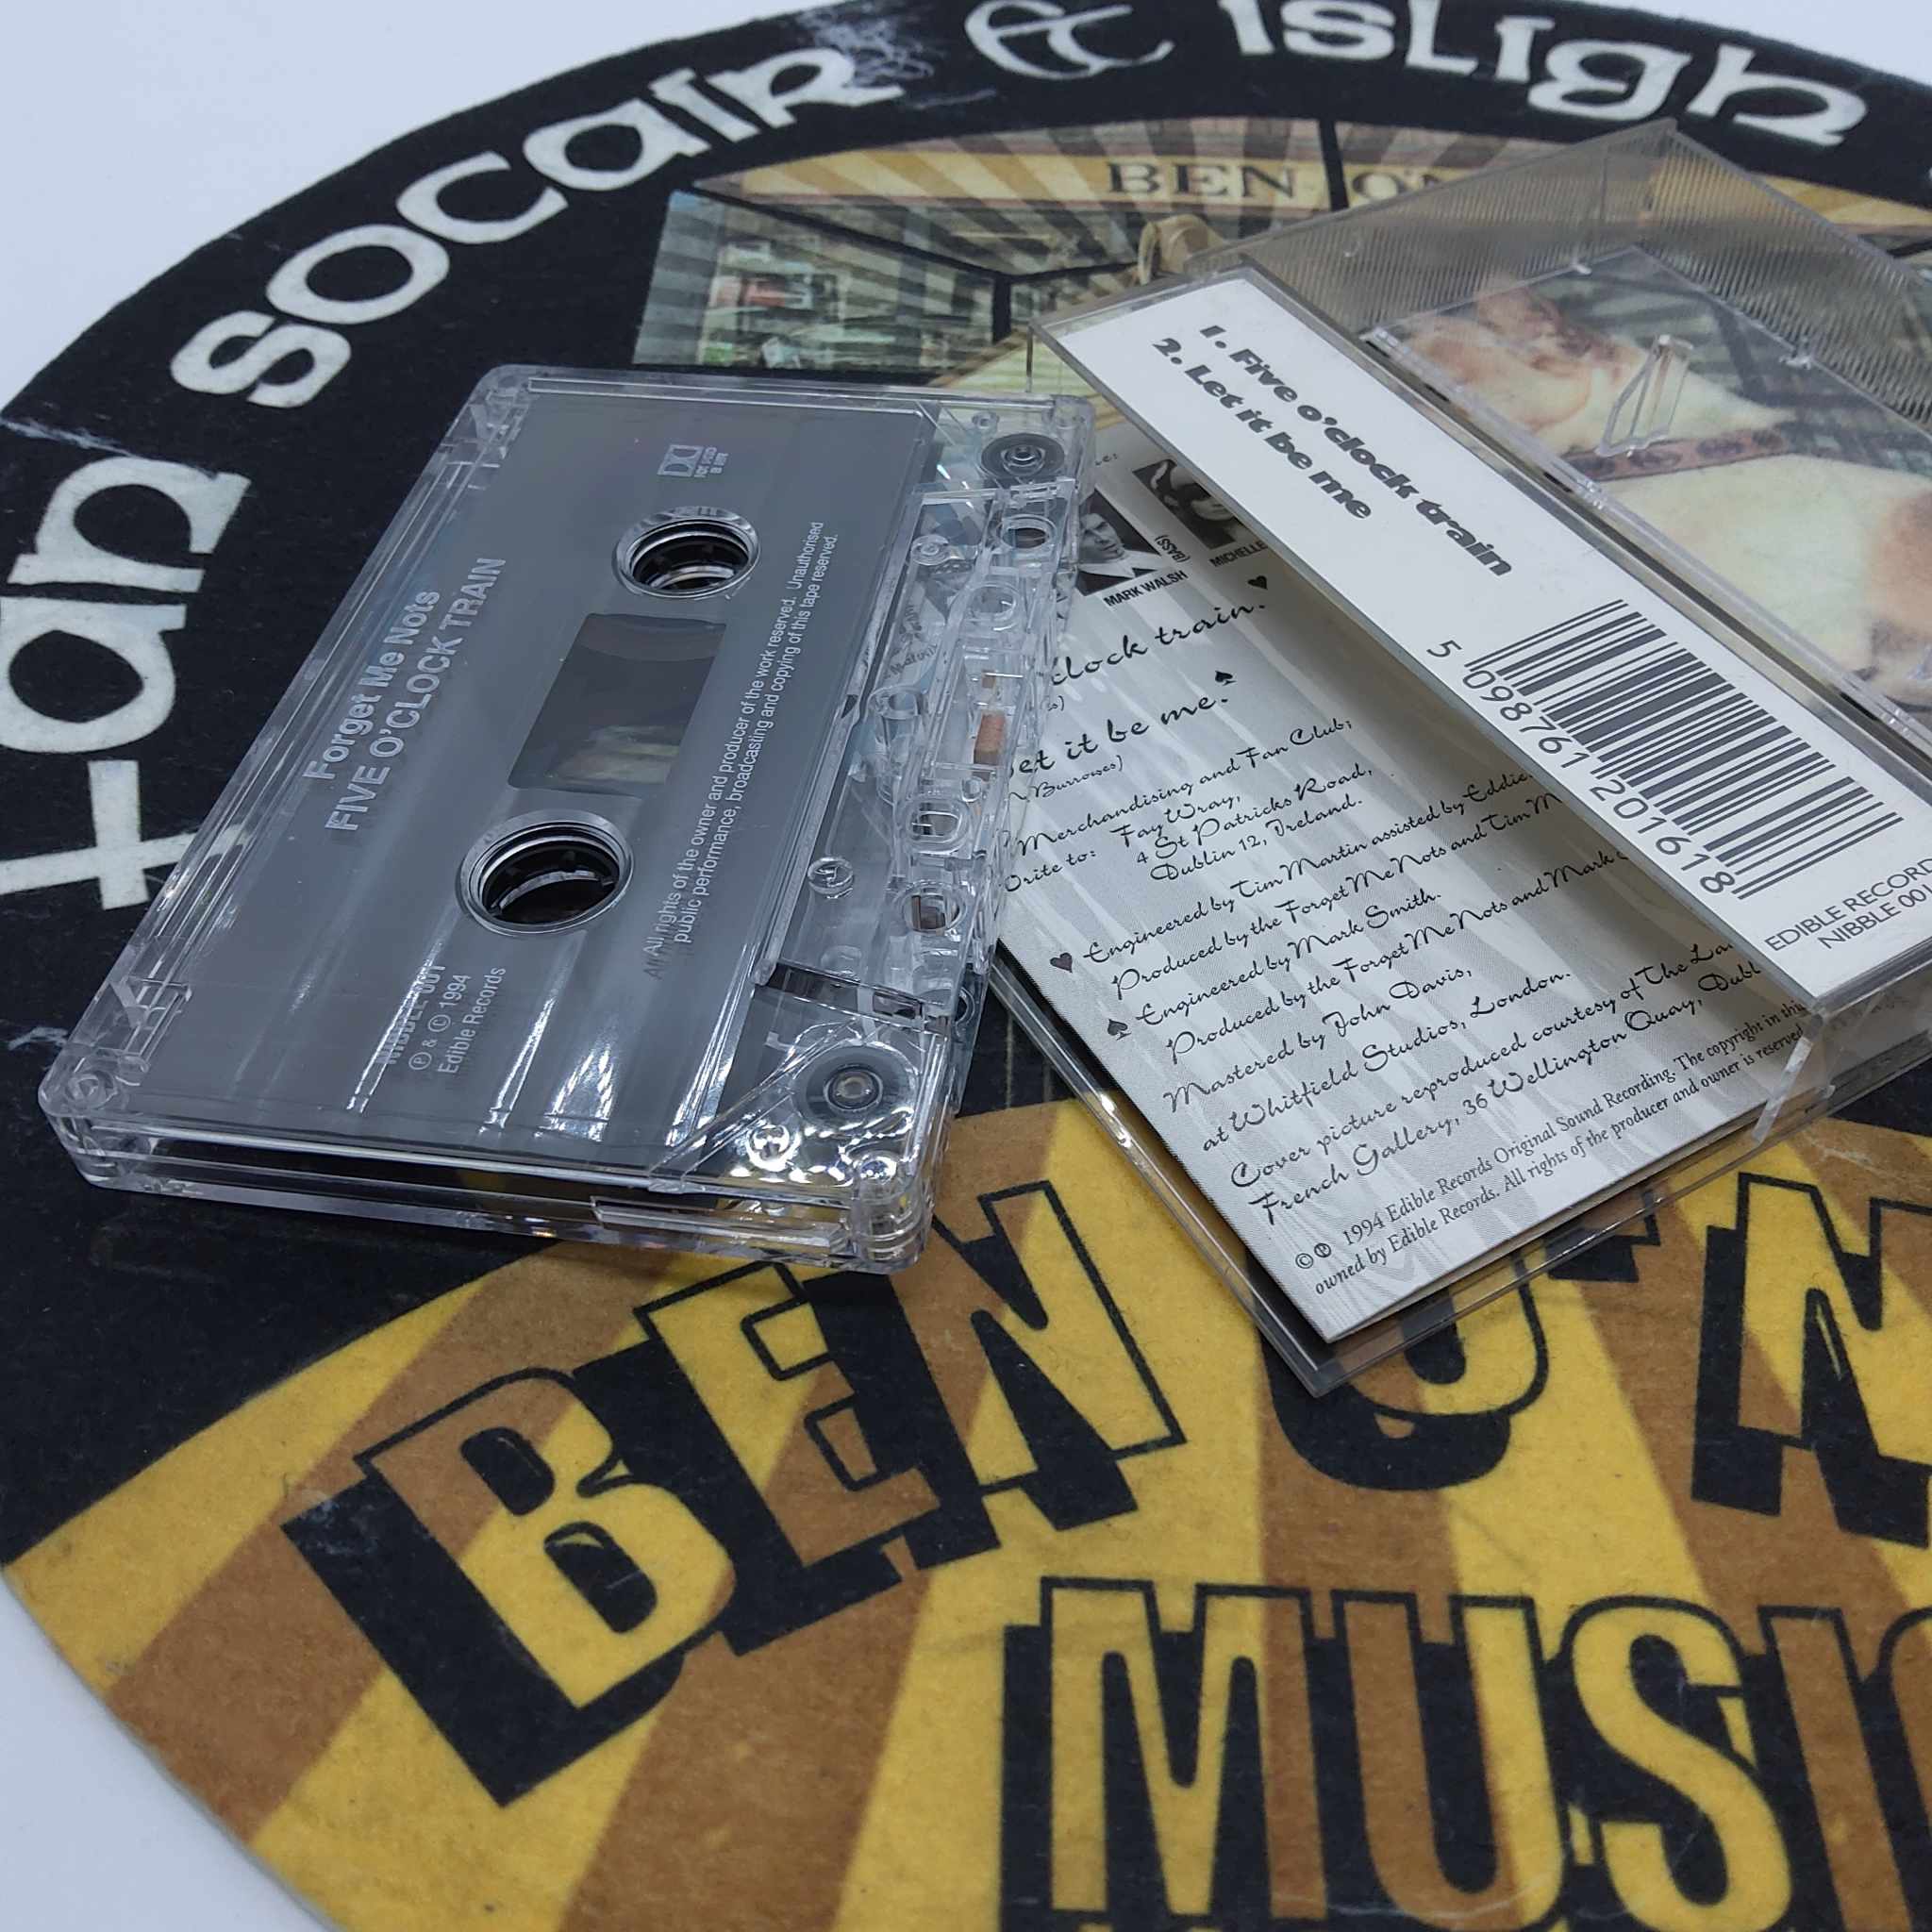 tan socair & isligh
BEN O'N
1. Five o'clock train
2. Let it be me
5 098761 201618
EDIBLE RECORD
NIBBLE 001
Forget Me Nots
FIVE O'CLOCK TRAIN
All rights of the owner and producer of the work reserved. Unauthorised
public performance, broadcasting and copying of this tape reserved.
NIBBLE 001
℗ & © 1994
Edible Records
(BASS)
MARK WALSH
MICHELLE
clock train. ♥
et it be me. ♠
Burrowes)
Merchandising and Fan Club;
write to: Fay Wray,
4 St Patricks Road,
Dublin 12, Ireland.
♥ Engineered by Tim Martin assisted by Eddie
Produced by the Forget Me Nots and Tim M
♠ Engineered by Mark Smith.
Produced by the Forget Me Nots and Mark S
Mastered by John Davis,
at Whitfield Studios, London.
Cover picture reproduced courtesy of The Lau
French Gallery, 36 Wellington Quay, Dubl
© ℗ 1994 Edible Records Original Sound Recording. The copyright in this
owned by Edible Records. All rights of the producer and owner is reserved
BEN O'N
MUSIC